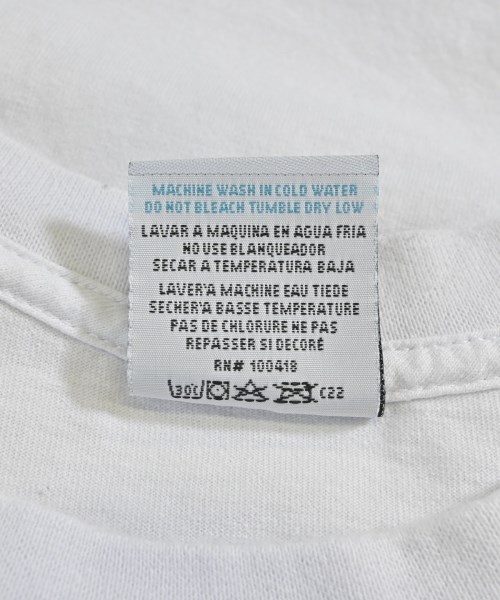 MACHINE WASH IN COLD WATER
DO NOT BLEACH TUMBLE DRY LOW
LAVAR A MAQUINA EN AGUA FRIA
NO USE BLANQUEADOR
SECAR A TEMPERATURA BAJA
LAVER'A MACHINE EAU TIEDE
SECHER'A BASSE TEMPERATURE
PAS DE CHLORURE NE PAS
REPASSER SI DECORÉ
RN# 100418
30°C C22